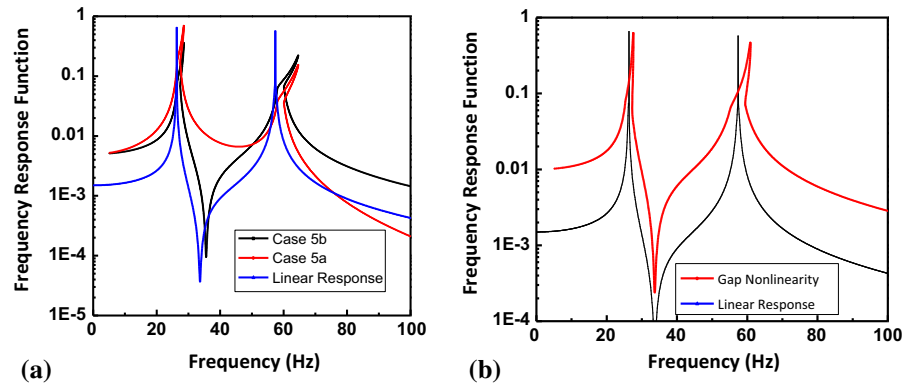 Frequency Response Function
1
0.1
0.01
1E-3
1E-4
1E-5
0 20 40 60 80 100
Case 5b
Case 5a
Linear Response
Frequency (Hz)
(a)
Frequency Response Function
1
0.1
0.01
1E-3
1E-4
0 20 40 60 80 100
Gap Nonlinearity
Linear Response
Frequency (Hz)
(b)